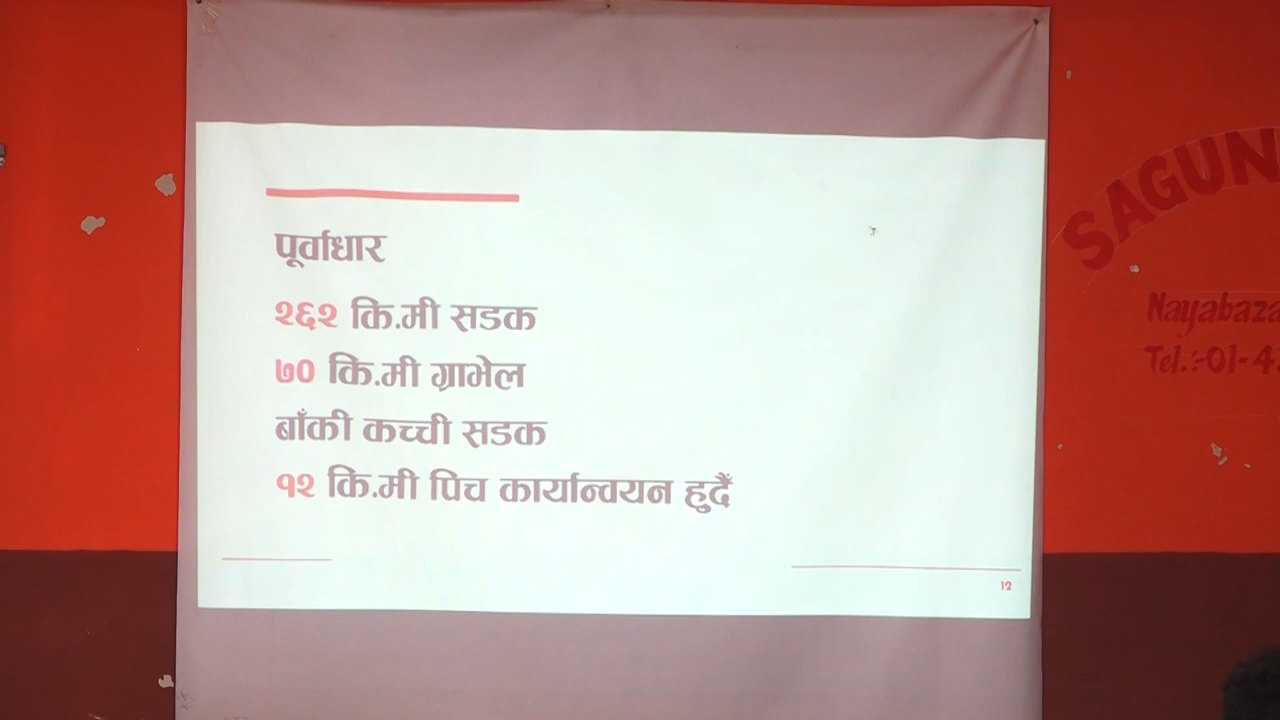 पूर्वाधार
२६२ कि.मी सडक
७० कि.मी ग्राभेल
बाँकी कच्ची सडक
१२ कि.मी पिच कार्यान्वयन हुदैँ
12
SAGUN
Nayabaza
Tel.:-01-4